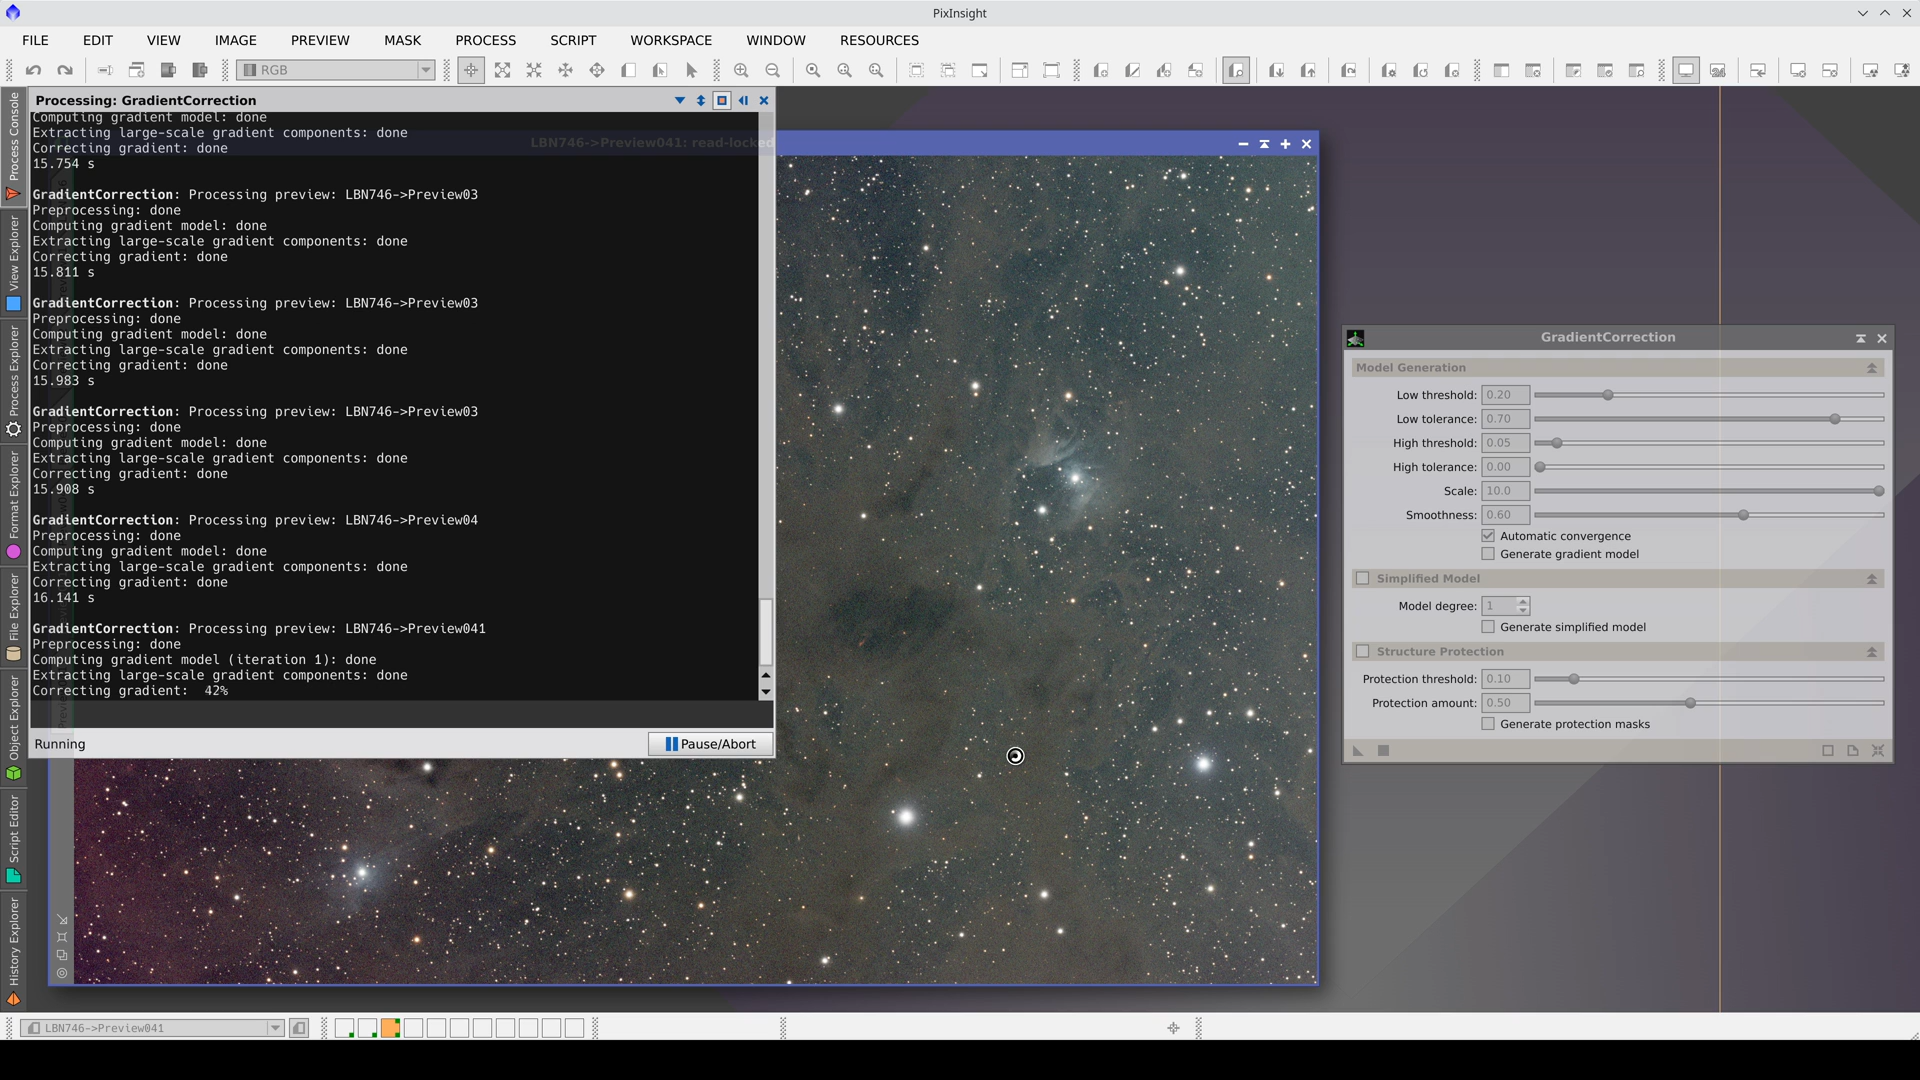 PixInsight
FILE EDIT VIEW IMAGE PREVIEW MASK PROCESS SCRIPT WORKSPACE WINDOW RESOURCES
RGB
Process Console
View Explorer
Process Explorer
Format Explorer
File Explorer
Object Explorer
Script Editor
History Explorer
Processing: GradientCorrection
Computing gradient model: done
Extracting large-scale gradient components: done
Correcting gradient: done
15.754 s
GradientCorrection: Processing preview: LBN746->Preview03
Preprocessing: done
Computing gradient model: done
Extracting large-scale gradient components: done
Correcting gradient: done
15.811 s
GradientCorrection: Processing preview: LBN746->Preview03
Preprocessing: done
Computing gradient model: done
Extracting large-scale gradient components: done
Correcting gradient: done
15.983 s
GradientCorrection: Processing preview: LBN746->Preview03
Preprocessing: done
Computing gradient model: done
Extracting large-scale gradient components: done
Correcting gradient: done
15.908 s
GradientCorrection: Processing preview: LBN746->Preview04
Preprocessing: done
Computing gradient model: done
Extracting large-scale gradient components: done
Correcting gradient: done
16.141 s
GradientCorrection: Processing preview: LBN746->Preview041
Preprocessing: done
Computing gradient model (iteration 1): done
Extracting large-scale gradient components: done
Correcting gradient: 42%
Running
Pause/Abort
LBN746->Preview041: read-locked
GradientCorrection
Model Generation
Low threshold: 0.20
Low tolerance: 0.70
High threshold: 0.05
High tolerance: 0.00
Scale: 10.0
Smoothness: 0.60
Automatic convergence
Generate gradient model
Simplified Model
Model degree: 1
Generate simplified model
Structure Protection
Protection threshold: 0.10
Protection amount: 0.50
Generate protection masks
LBN746->Preview041